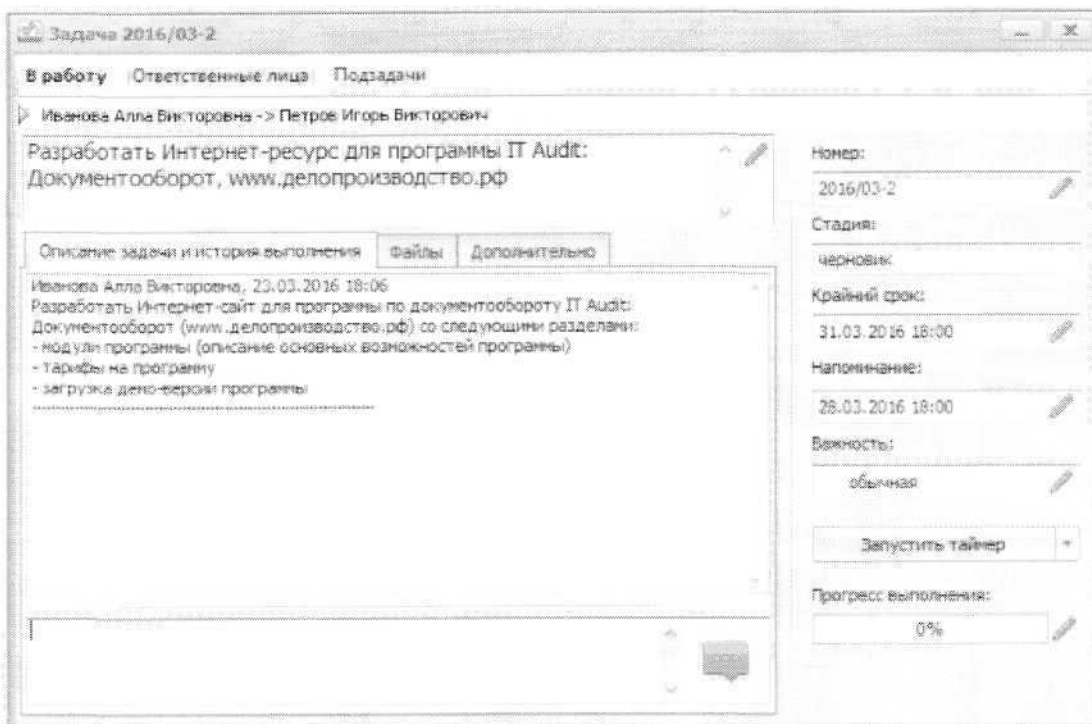 Задача 2016/03-2
В работу Ответственные лица Подзадачи
Иванова Алла Викторовна -> Петров Игорь Викторович
Разработать Интернет-ресурс для программы IT Audit:
Документооборот, www.делопроизводство.рф
Описание задачи и история выполнения Файлы Дополнительно
Иванова Алла Викторовна, 23.03.2016 18:06
Разработать Интернет-сайт для программы по документообороту IT Audit:
Документооборот (www.делопроизводство.рф) со следующими разделами:
- модули программы (описание основных возможностей программы)
- тарифы на программу
- загрузка демо-версии программы
Номер:
2016/03-2
Стадия:
черновик
Крайний срок:
31.03.2016 18:00
Напоминание:
28.03.2016 18:00
Важность:
обычная
Запустить таймер
Прогресс выполнения:
0%